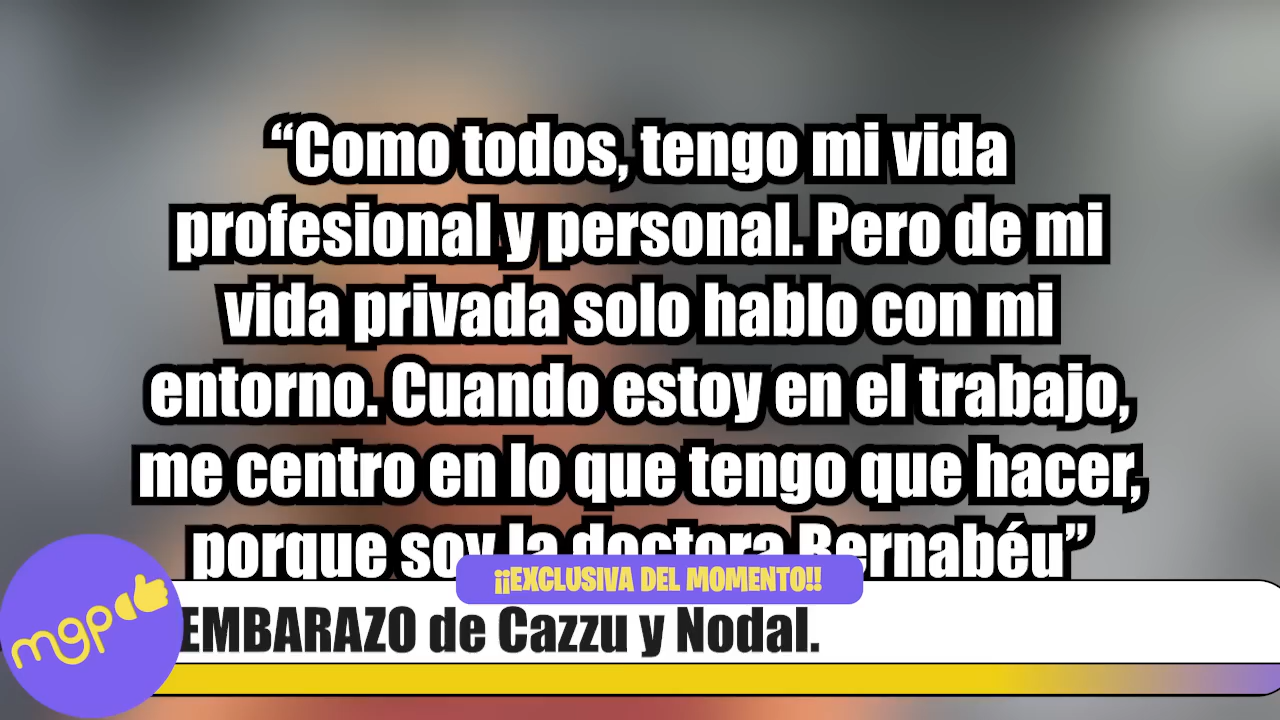 “Como todos, tengo mi vida
profesional y personal. Pero de mi
vida privada solo hablo con mi
entorno. Cuando estoy en el trabajo,
me centro en lo que tengo que hacer,
porque soy la doctora Bernabéu”
¡¡EXCLUSIVA DEL MOMENTO!!
EMBARAZO de Cazzu y Nodal.
mgp